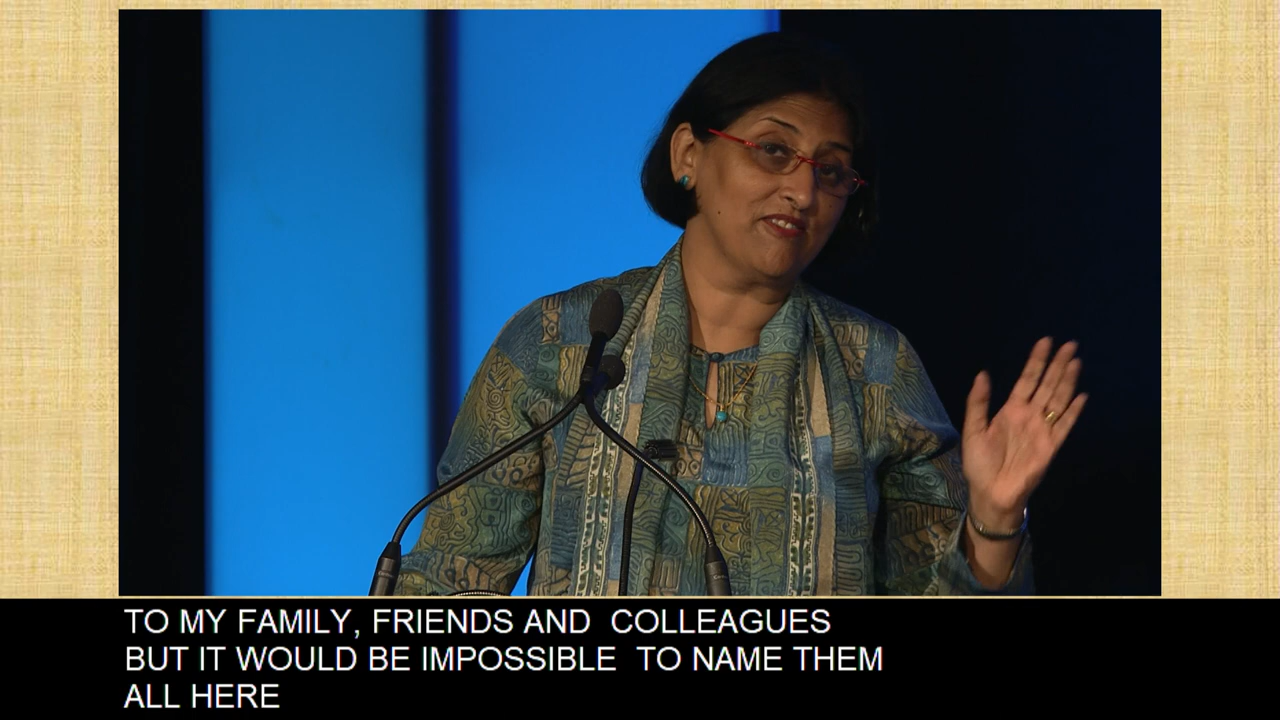 TO MY FAMILY, FRIENDS AND COLLEAGUES
BUT IT WOULD BE IMPOSSIBLE TO NAME THEM
ALL HERE